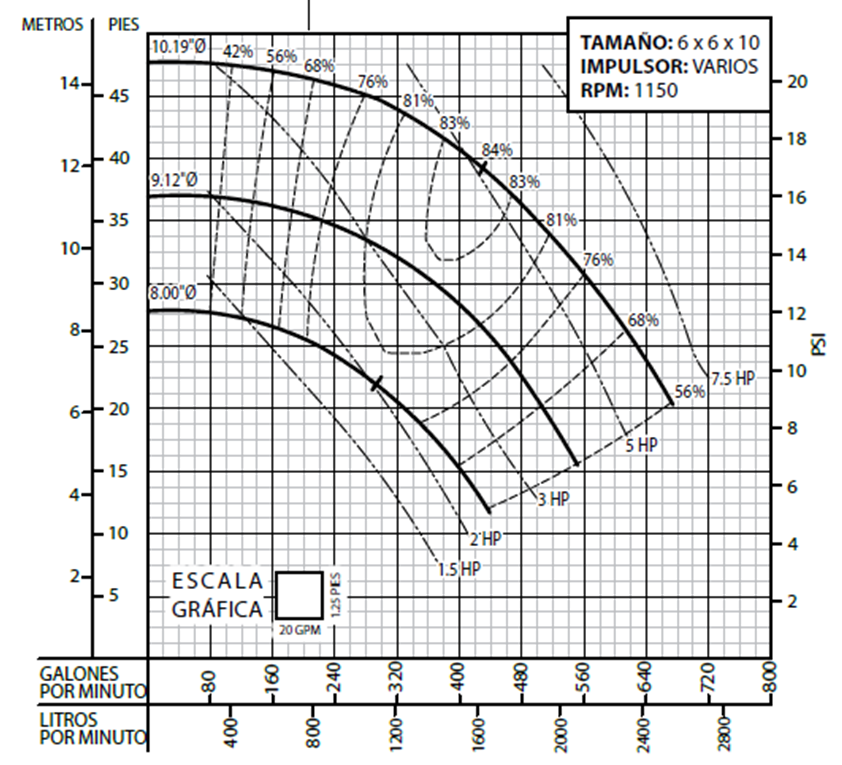 METROS PIES
TAMAÑO: 6 x 6 x 10
IMPULSOR: VARIOS
RPM: 1150
10.19"Ø 42% 56% 68% 76% 81% 83% 84% 83% 81% 76% 68% 56%
9.12"Ø
8.00"Ø
14
12
10
8
6
4
2
45
40
35
30
25
20
15
10
5
20
18
16
14
12
10
8
6
4
2
PSI
7.5 HP
5 HP
3 HP
2 HP
1.5 HP
ESCALA
GRÁFICA
1.25 PIES
20 GPM
GALONES
POR MINUTO
80 160 240 320 400 480 560 640 720 800
LITROS
POR MINUTO
400 800 1200 1600 2000 2400 2800